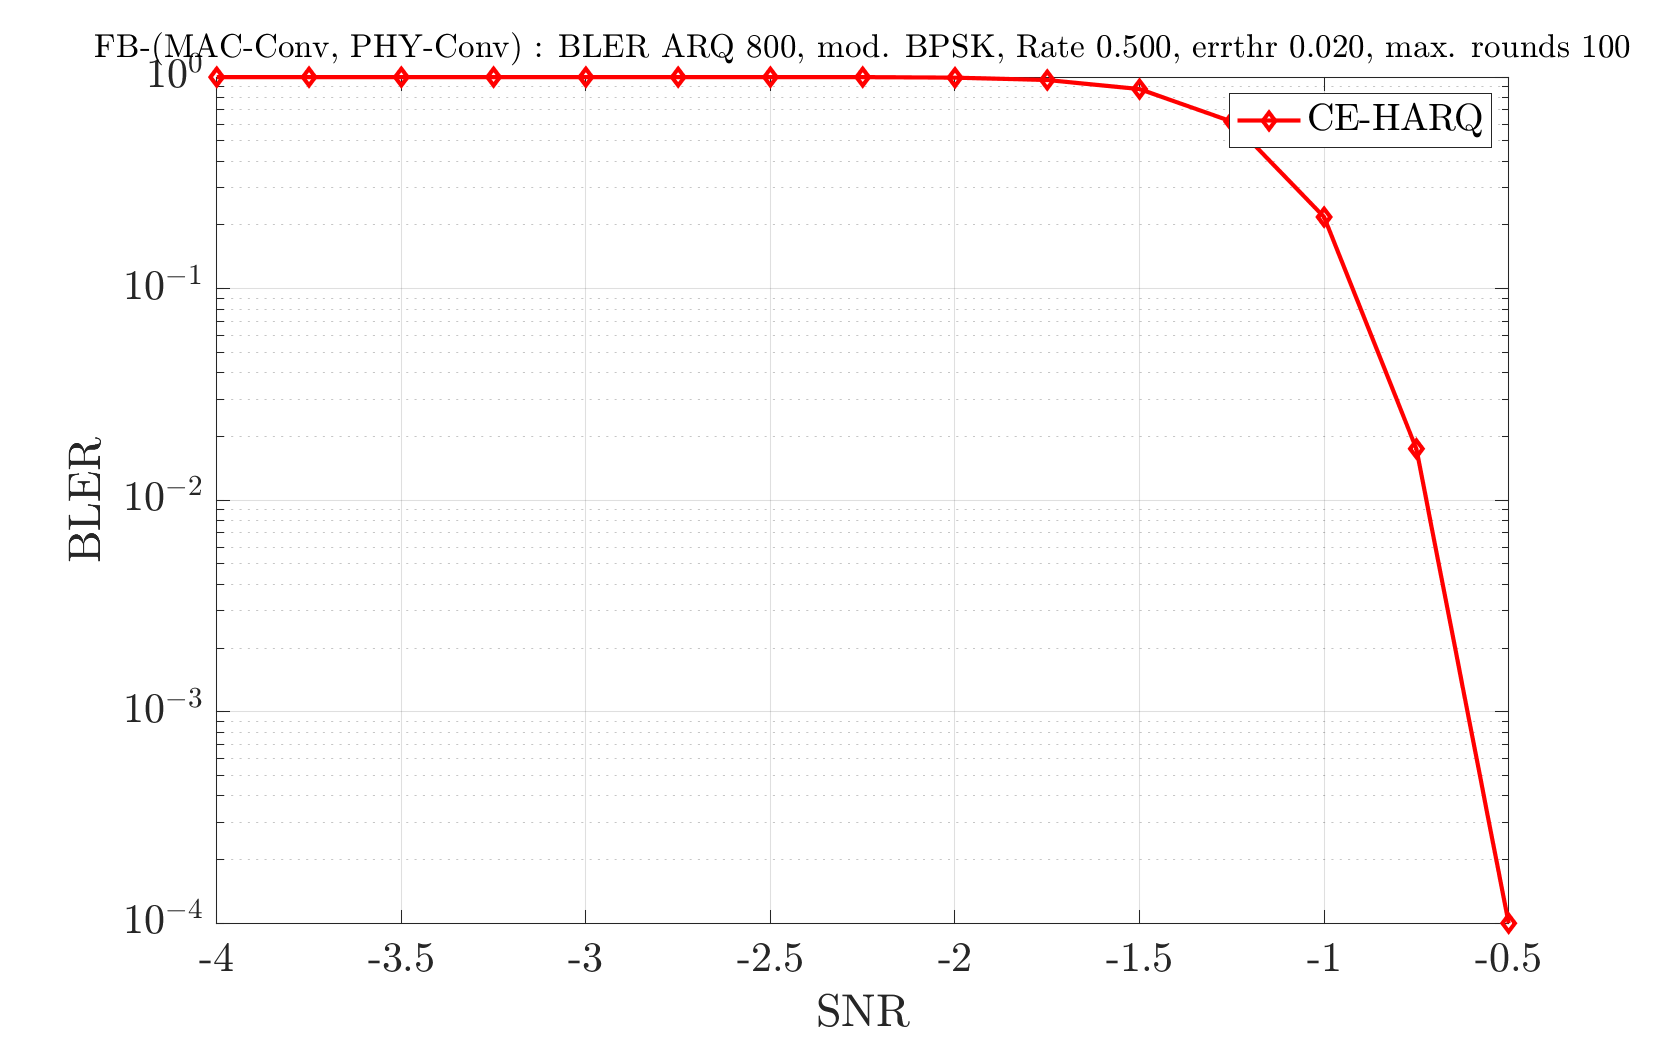 FB-(MAC-Conv, PHY-Conv) : BLER ARQ 800, mod. BPSK, Rate 0.500, errthr 0.020, max. rounds 100
10^0
CE-HARQ
10^−1
10^−2
10^−3
10^−4
BLER
-4 -3.5 -3 -2.5 -2 -1.5 -1 -0.5
SNR